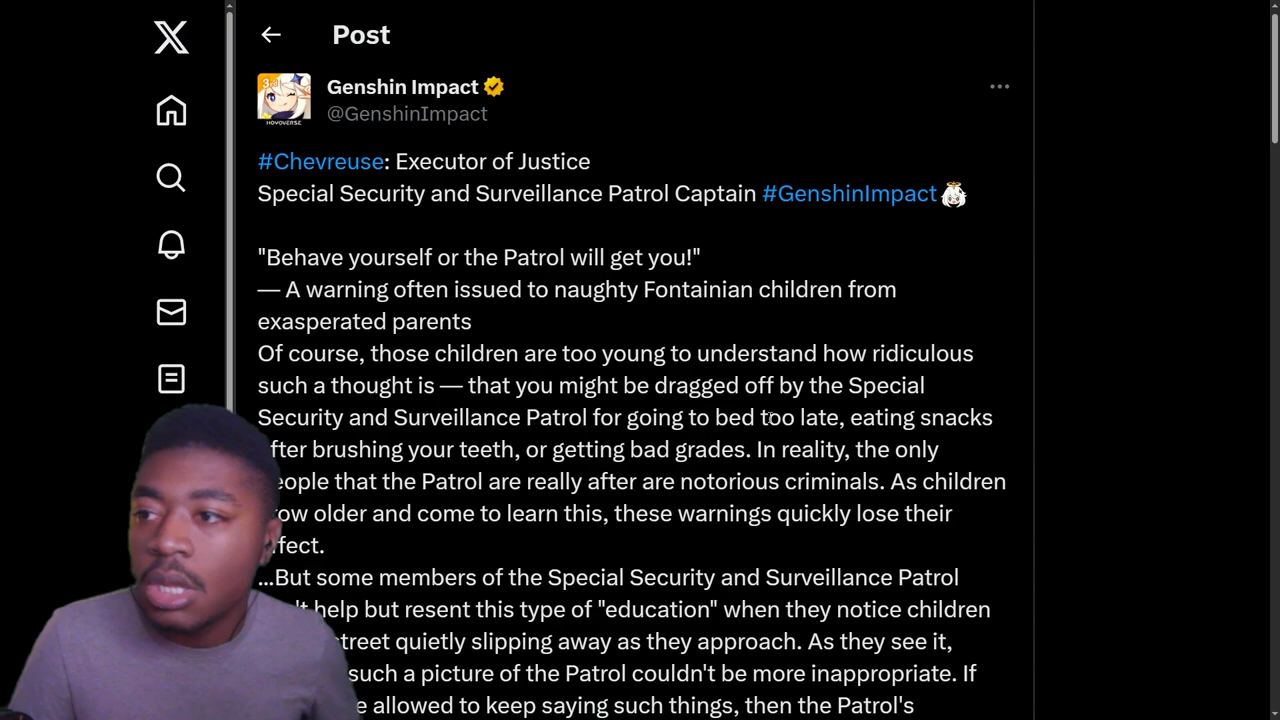 Post
Genshin Impact
@GenshinImpact
#Chevreuse: Executor of Justice
Special Security and Surveillance Patrol Captain #GenshinImpact
"Behave yourself or the Patrol will get you!"
— A warning often issued to naughty Fontainian children from
exasperated parents
Of course, those children are too young to understand how ridiculous
such a thought is — that you might be dragged off by the Special
Security and Surveillance Patrol for going to bed too late, eating snacks
after brushing your teeth, or getting bad grades. In reality, the only
people that the Patrol are really after are notorious criminals. As children
grow older and come to learn this, these warnings quickly lose their
effect.
...But some members of the Special Security and Surveillance Patrol
help but resent this type of "education" when they notice children
street quietly slipping away as they approach. As they see it,
such a picture of the Patrol couldn't be more inappropriate. If
allowed to keep saying such things, then the Patrol's